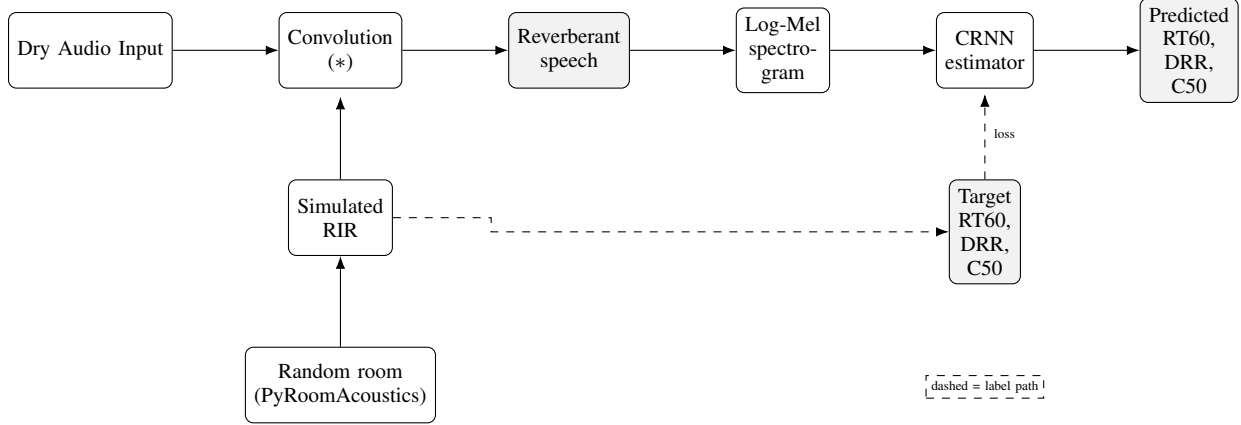 Dry Audio Input
Convolution
(∗)
Reverberant
speech
Log-Mel
spectro-
gram
CRNN
estimator
Predicted
RT60,
DRR,
C50
loss
Simulated
RIR
Target
RT60,
DRR,
C50
Random room
(PyRoomAcoustics)
dashed = label path